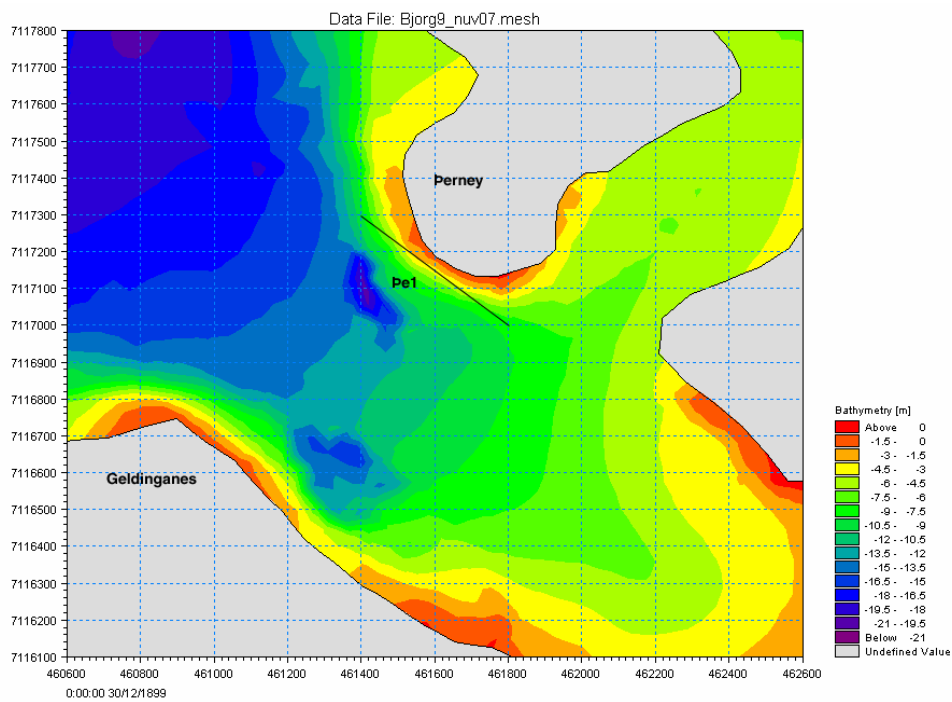 Data File: Bjorg9_nuv07.mesh
7117800
7117700
7117600
7117500
7117400
7117300
7117200
7117100
7117000
7116900
7116800
7116700
7116600
7116500
7116400
7116300
7116200
7116100
Þerney
Þe1
Geldinganes
460600 460800 461000 461200 461400 461600 461800 462000 462200 462400 462600
0:00:00 30/12/1899
Bathymetry [m]
Above 0
-1.5 - 0
-3 - -1.5
-4.5 - -3
-6 - -4.5
-7.5 - -6
-9 - -7.5
-10.5 - -9
-12 - -10.5
-13.5 - -12
-15 - -13.5
-16.5 - -15
-18 - -16.5
-19.5 - -18
-21 - -19.5
Below -21
Undefined Value